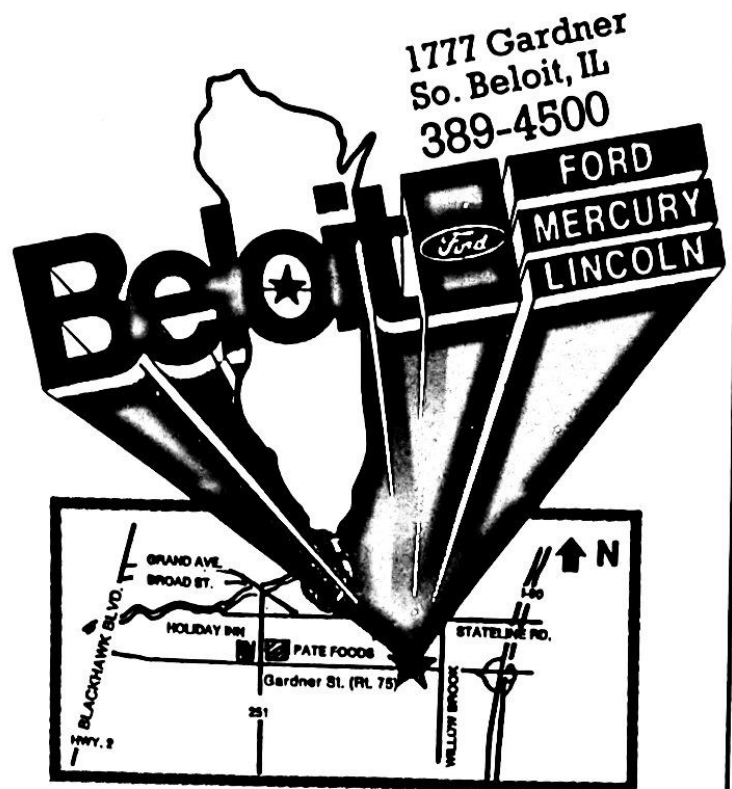 1777 Gardner
So. Beloit, IL
389-4500
Beloit
Ford
FORD
MERCURY
LINCOLN
N
GRAND AVE.
BROAD ST.
I-90
BLACKHAWK BLVD.
HOLIDAY INN
PATE FOODS
STATELINE RD.
Gardner St. (Rt. 75)
251
WILLOW BROOK
HWY. 2